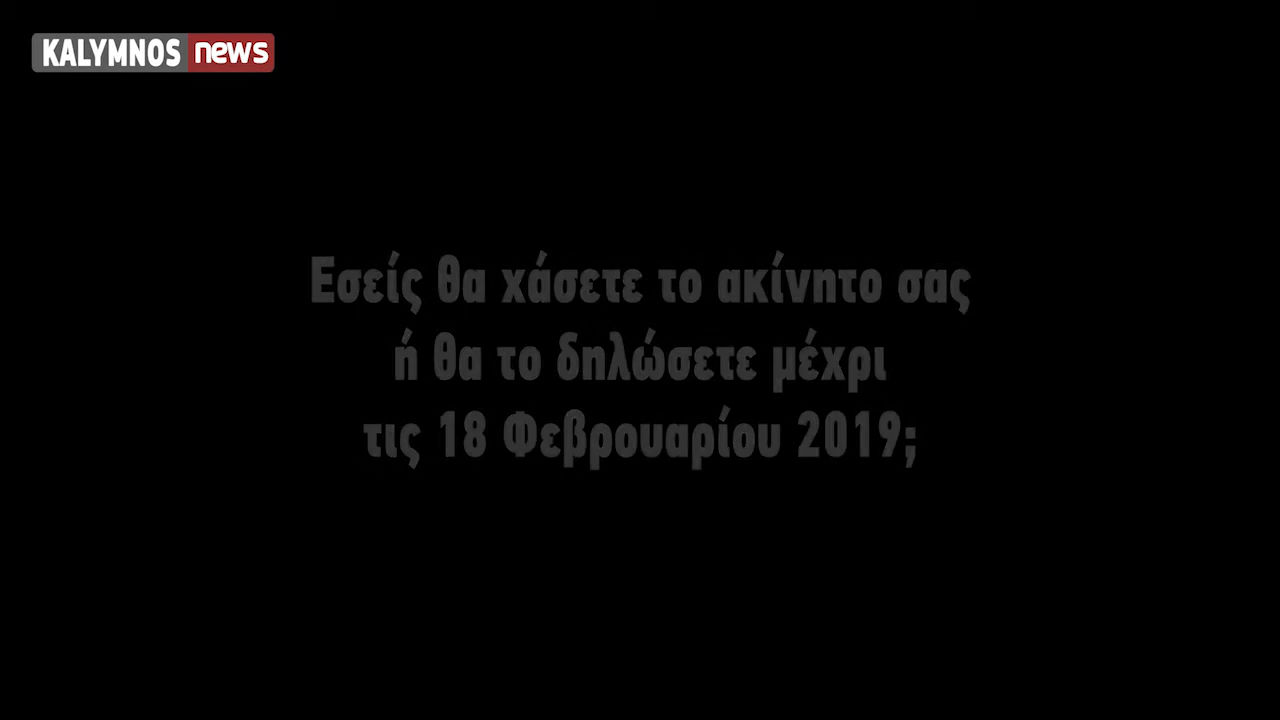 KALYMNOS news
Εσείς θα χάσετε το ακίνητο σας
ή θα το δηλώσετε μέχρι
τις 18 Φεβρουαρίου 2019;